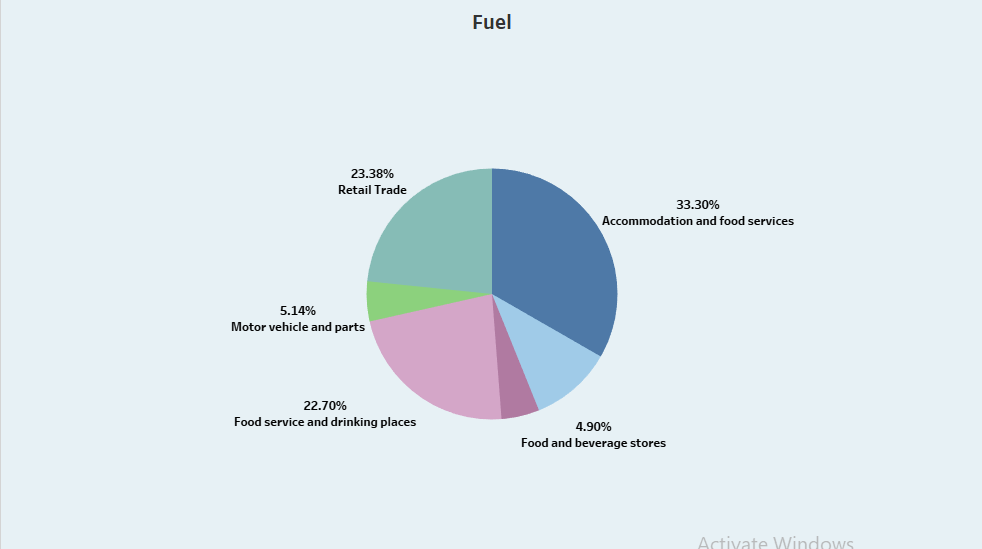 Fuel
23.38%
Retail Trade
33.30%
Accommodation and food services
5.14%
Motor vehicle and parts
22.70%
Food service and drinking places
4.90%
Food and beverage stores
Activate Windows